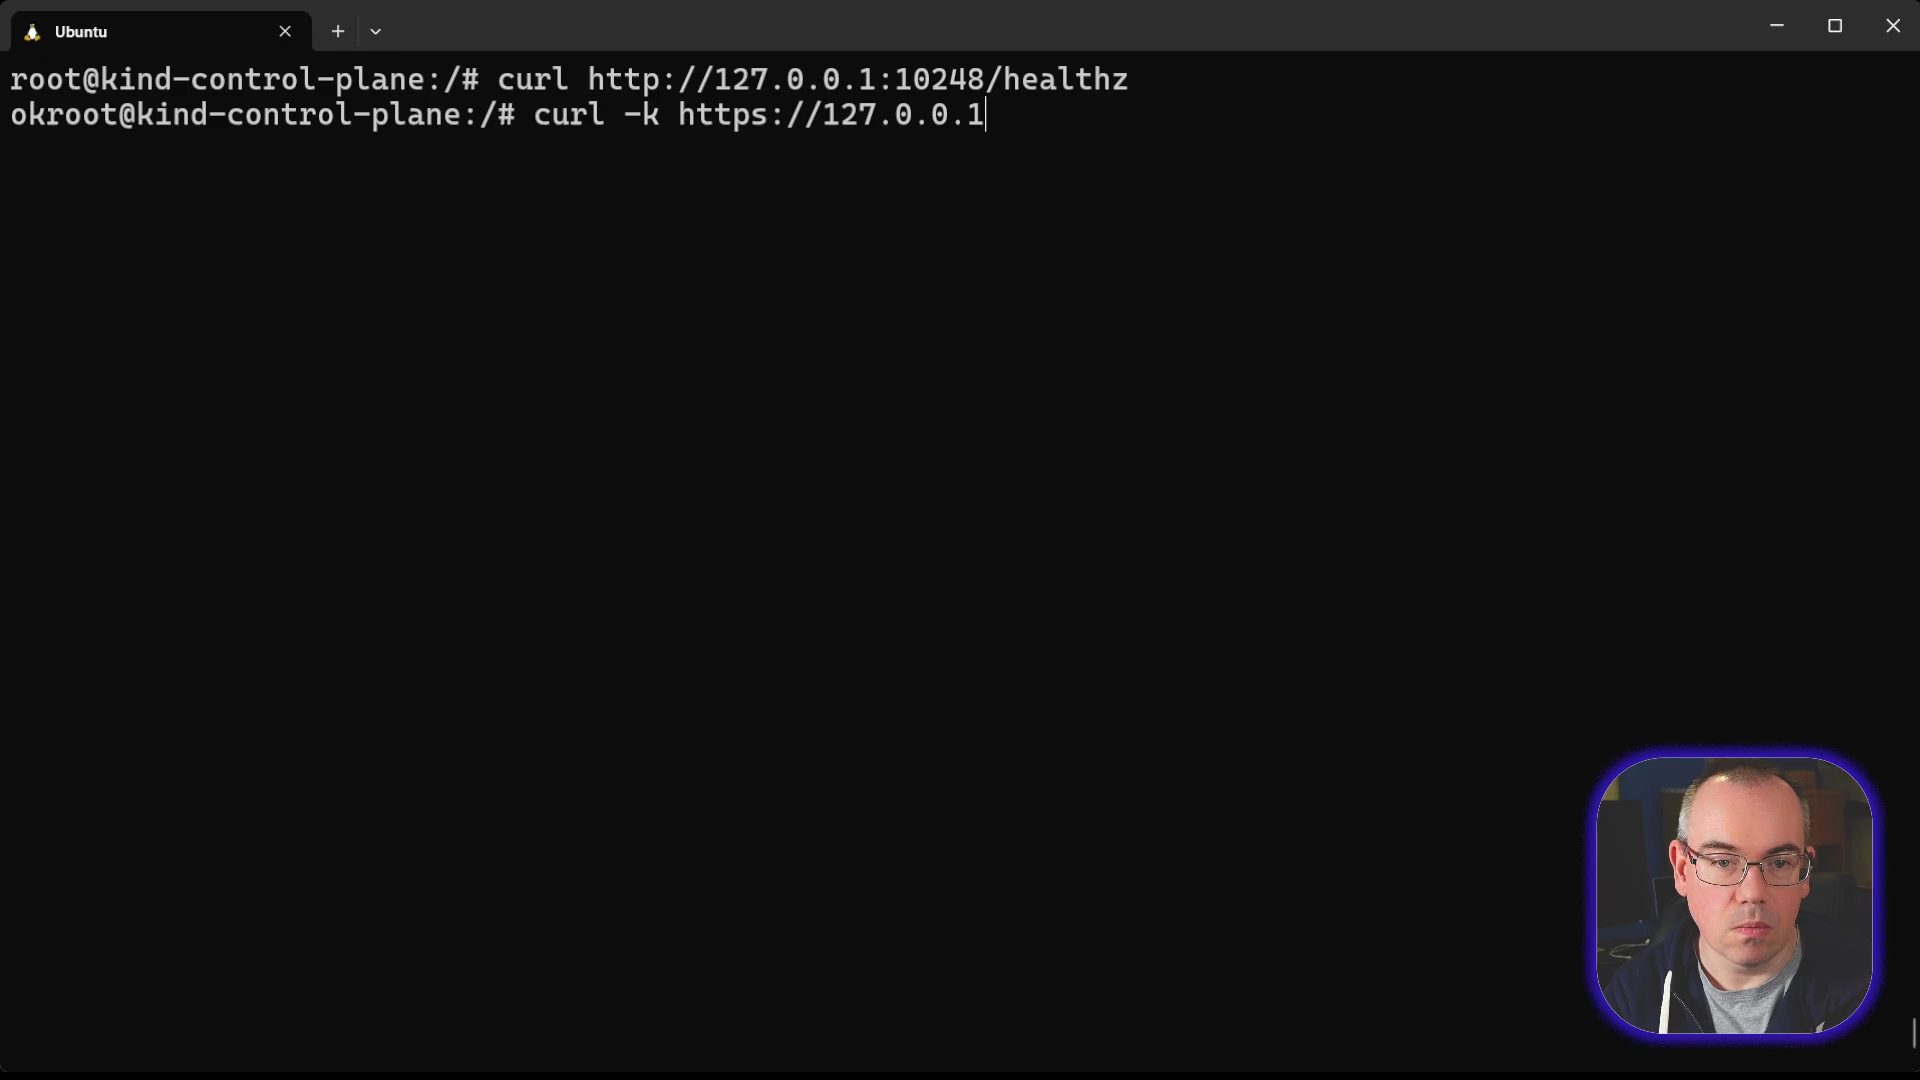 Ubuntu
root@kind-control-plane:/# curl http://127.0.0.1:10248/healthz
okroot@kind-control-plane:/# curl -k https://127.0.0.1